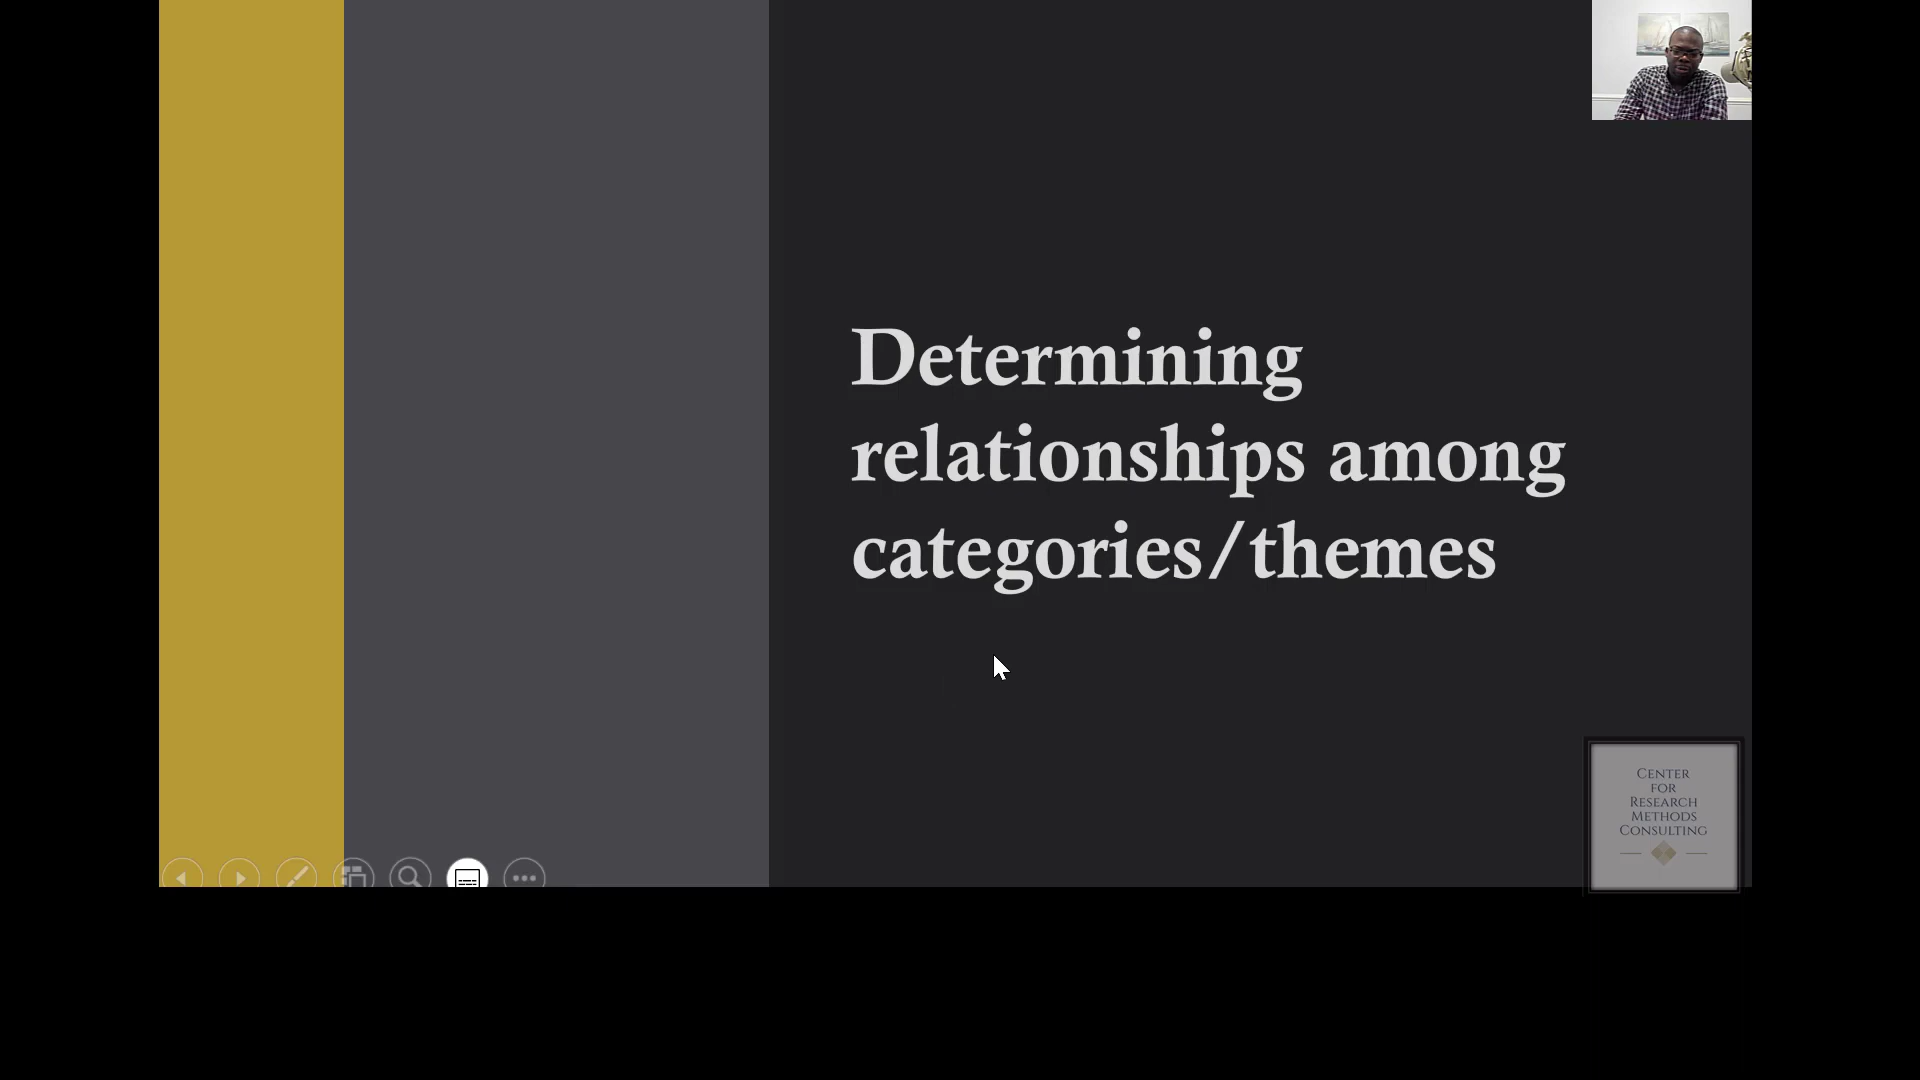 Determining
relationships among
categories/themes
CENTER
FOR
RESEARCH
METHODS
CONSULTING